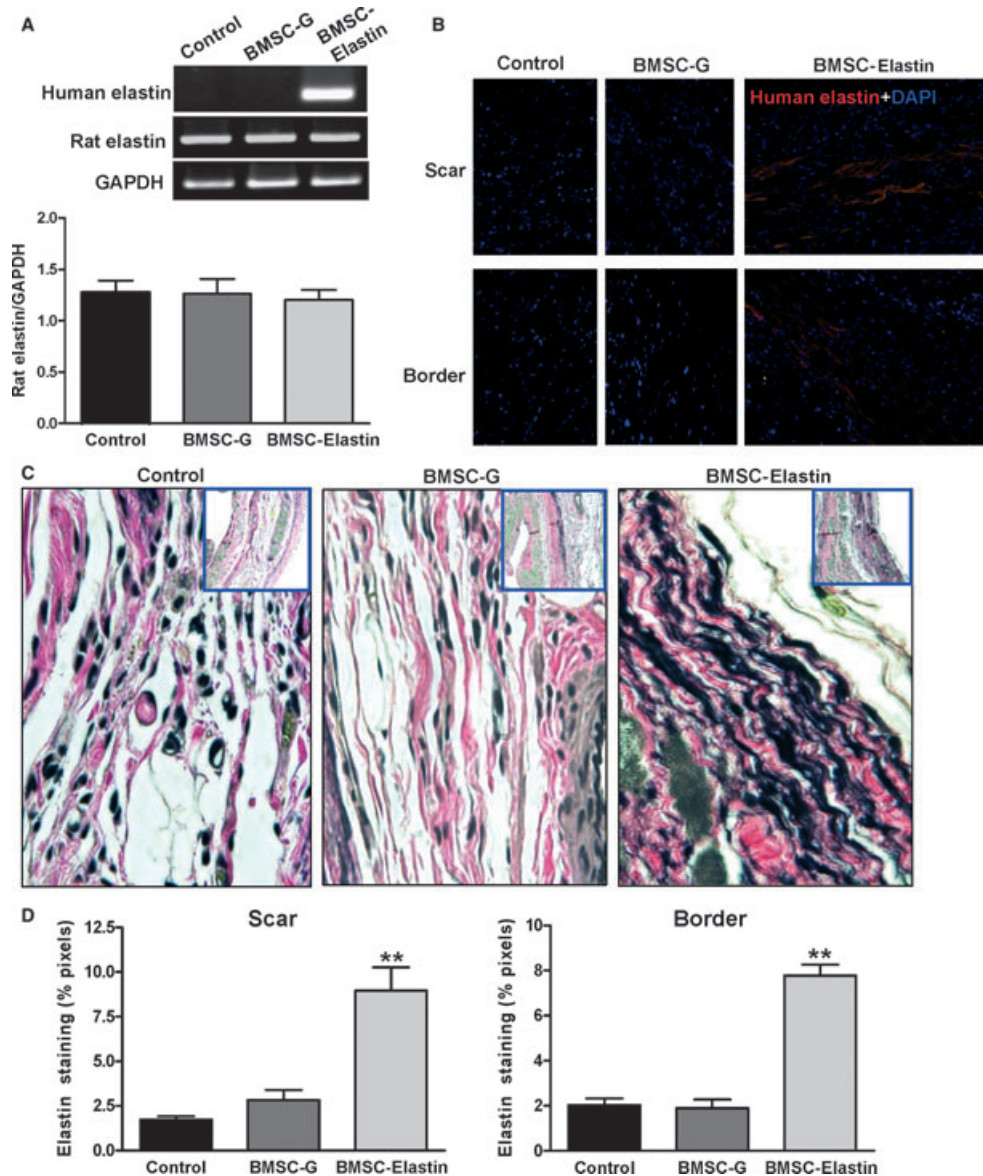 A
Control
BMSC-G
BMSC-
Elastin
Human elastin
Rat elastin
GAPDH
Rat elastin/GAPDH
2.0
1.5
1.0
0.5
0.0
Control
BMSC-G
BMSC-Elastin
B
Control
BMSC-G
BMSC-Elastin
Human elastin+DAPI
Scar
Border
C
Control
BMSC-G
BMSC-Elastin
D
Scar
Elastin staining (% pixels)
12.5
10.0
7.5
5.0
2.5
0.0
**
Control
BMSC-G
BMSC-Elastin
Border
Elastin staining (% pixels)
10
8
6
4
2
0
**
Control
BMSC-G
BMSC-Elastin